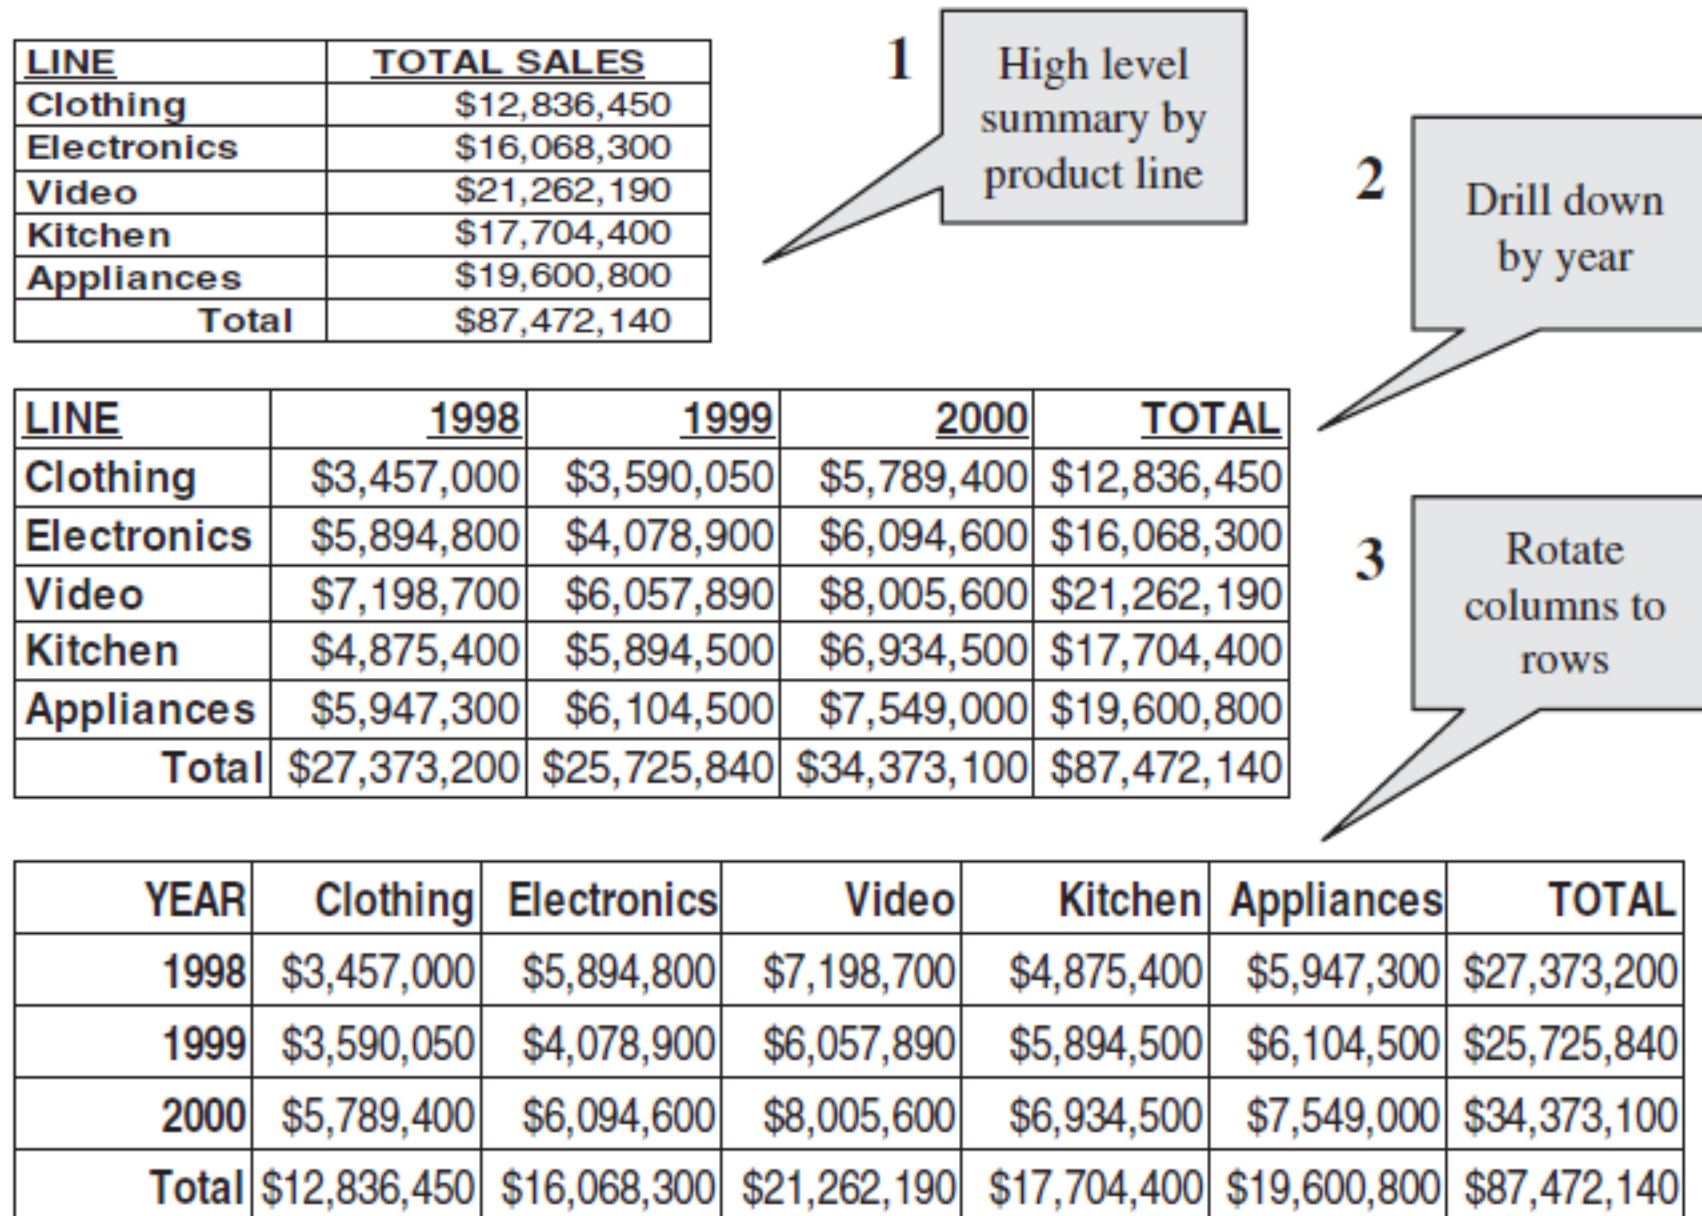 LINE TOTAL SALES
Clothing $12,836,450
Electronics $16,068,300
Video $21,262,190
Kitchen $17,704,400
Appliances $19,600,800
Total $87,472,140
1
High level
summary by
product line
2
Drill down
by year
LINE 1998 1999 2000 TOTAL
Clothing $3,457,000 $3,590,050 $5,789,400 $12,836,450
Electronics $5,894,800 $4,078,900 $6,094,600 $16,068,300
Video $7,198,700 $6,057,890 $8,005,600 $21,262,190
Kitchen $4,875,400 $5,894,500 $6,934,500 $17,704,400
Appliances $5,947,300 $6,104,500 $7,549,000 $19,600,800
Total $27,373,200 $25,725,840 $34,373,100 $87,472,140
3
Rotate
columns to
rows
YEAR Clothing Electronics Video Kitchen Appliances TOTAL
1998 $3,457,000 $5,894,800 $7,198,700 $4,875,400 $5,947,300 $27,373,200
1999 $3,590,050 $4,078,900 $6,057,890 $5,894,500 $6,104,500 $25,725,840
2000 $5,789,400 $6,094,600 $8,005,600 $6,934,500 $7,549,000 $34,373,100
Total $12,836,450 $16,068,300 $21,262,190 $17,704,400 $19,600,800 $87,472,140